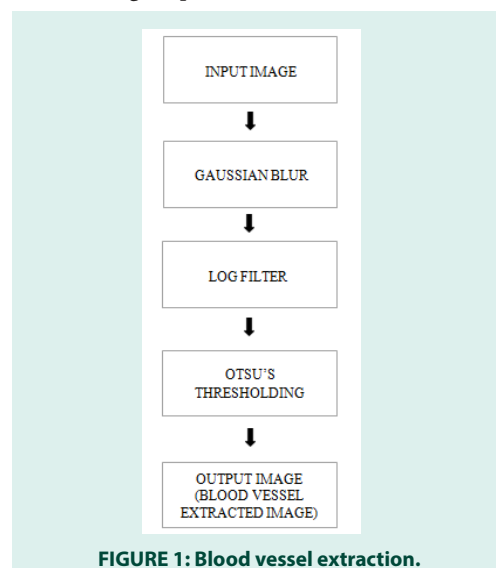 INPUT IMAGE
GAUSSIAN BLUR
LOG FILTER
OTSU'S
THRESHOLDING
OUTPUT IMAGE
(BLOOD VESSEL
EXTRACTED IMAGE)
FIGURE 1: Blood vessel extraction.